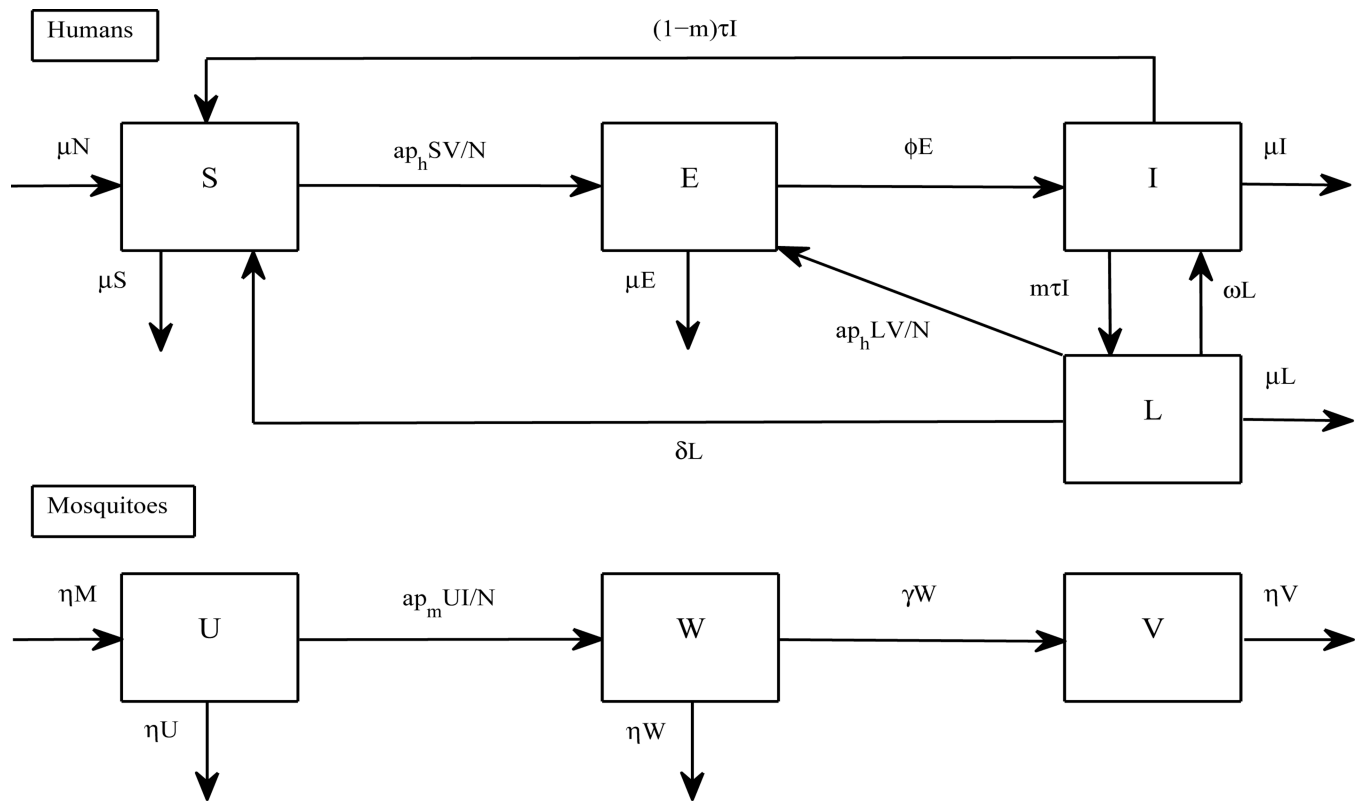 Humans
(1−m)τI
μN
S
ap_hSV/N
E
ϕE
I
μI
μS
μE
mτI
ωL
ap_hLV/N
μL
L
δL
Mosquitoes
ηM
U
ap_mUI/N
W
γW
V
ηV
ηU
ηW